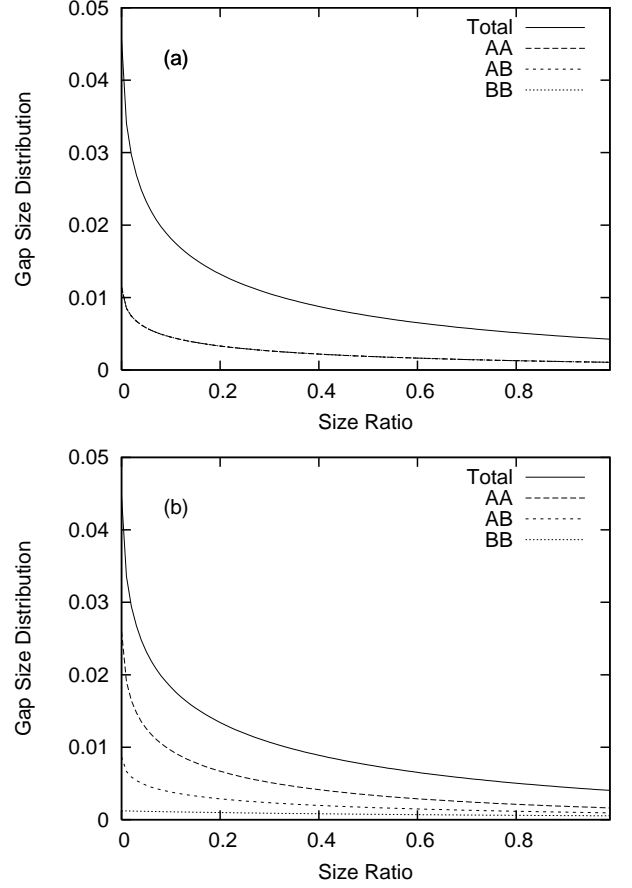 0.05
0.04
0.03
0.02
0.01
0
Gap Size Distribution
(a)
Total
AA
AB
BB
0 0.2 0.4 0.6 0.8
Size Ratio
0.05
0.04
0.03
0.02
0.01
0
Gap Size Distribution
(b)
Total
AA
AB
BB
0 0.2 0.4 0.6 0.8
Size Ratio